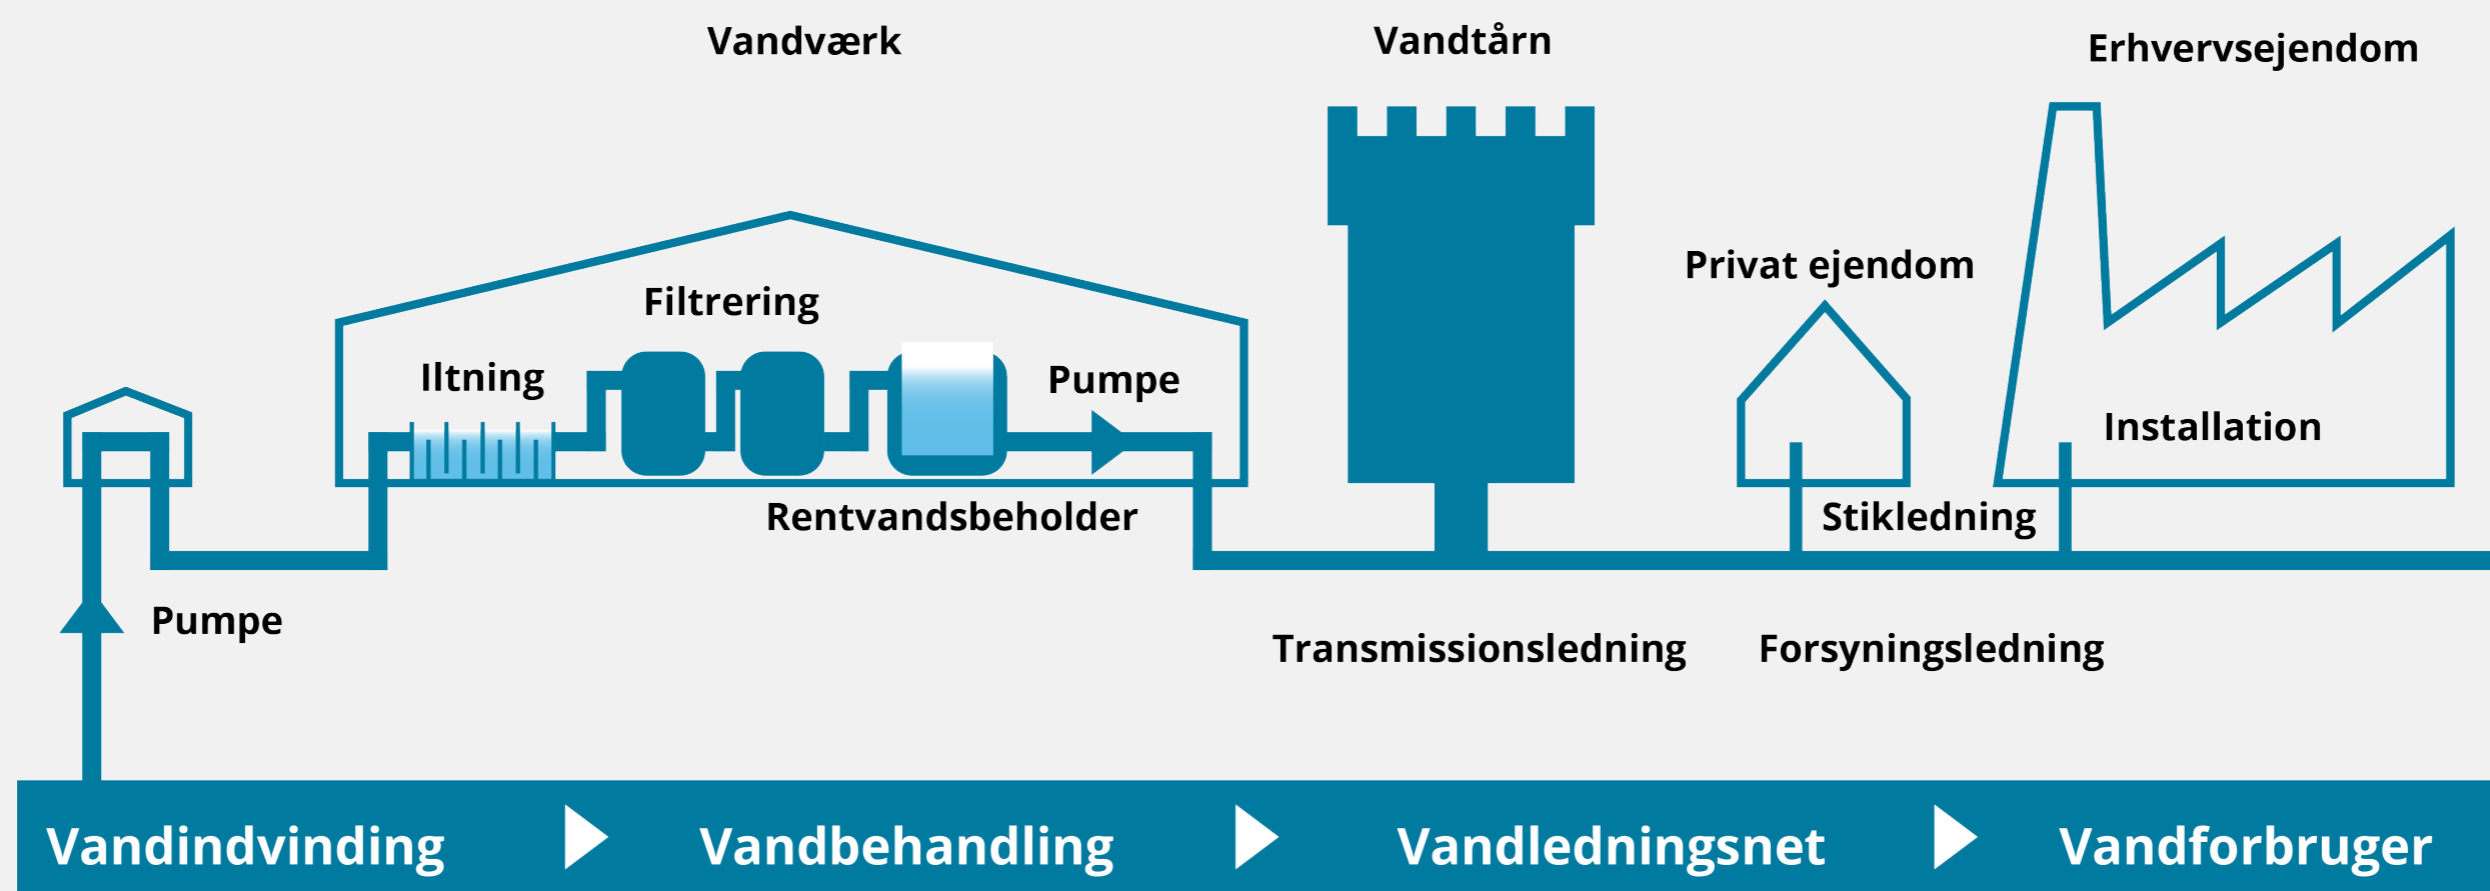 Vandværk
Vandtårn
Erhvervsejendom
Privat ejendom
Filtrering
Iltning
Pumpe
Installation
Rentvandsbeholder
Stikledning
Pumpe
Transmissionsledning
Forsyningsledning
Vandindvinding
Vandbehandling
Vandledningsnet
Vandforbruger